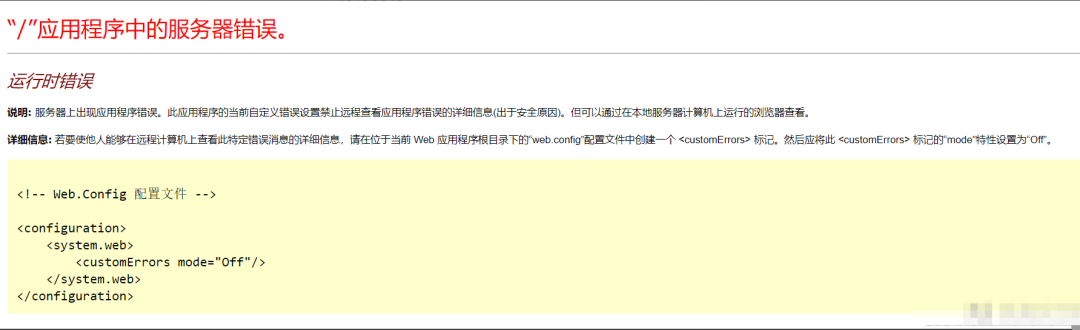 “/”应用程序中的服务器错误。
运行时错误
说明: 服务器上出现应用程序错误。此应用程序的当前自定义错误设置禁止远程查看应用程序错误的详细信息(出于安全原因)。但可以通过在本地服务器计算机上运行的浏览器查看。
详细信息: 若要使他人能够在远程计算机上查看此特定错误消息的详细信息，请在位于当前 Web 应用程序根目录下的“web.config”配置文件中创建一个 <customErrors> 标记。然后应将此 <customErrors> 标记的“mode”特性设置为“Off”。
<!-- Web.Config 配置文件 -->
<configuration>
    <system.web>
        <customErrors mode="Off"/>
    </system.web>
</configuration>